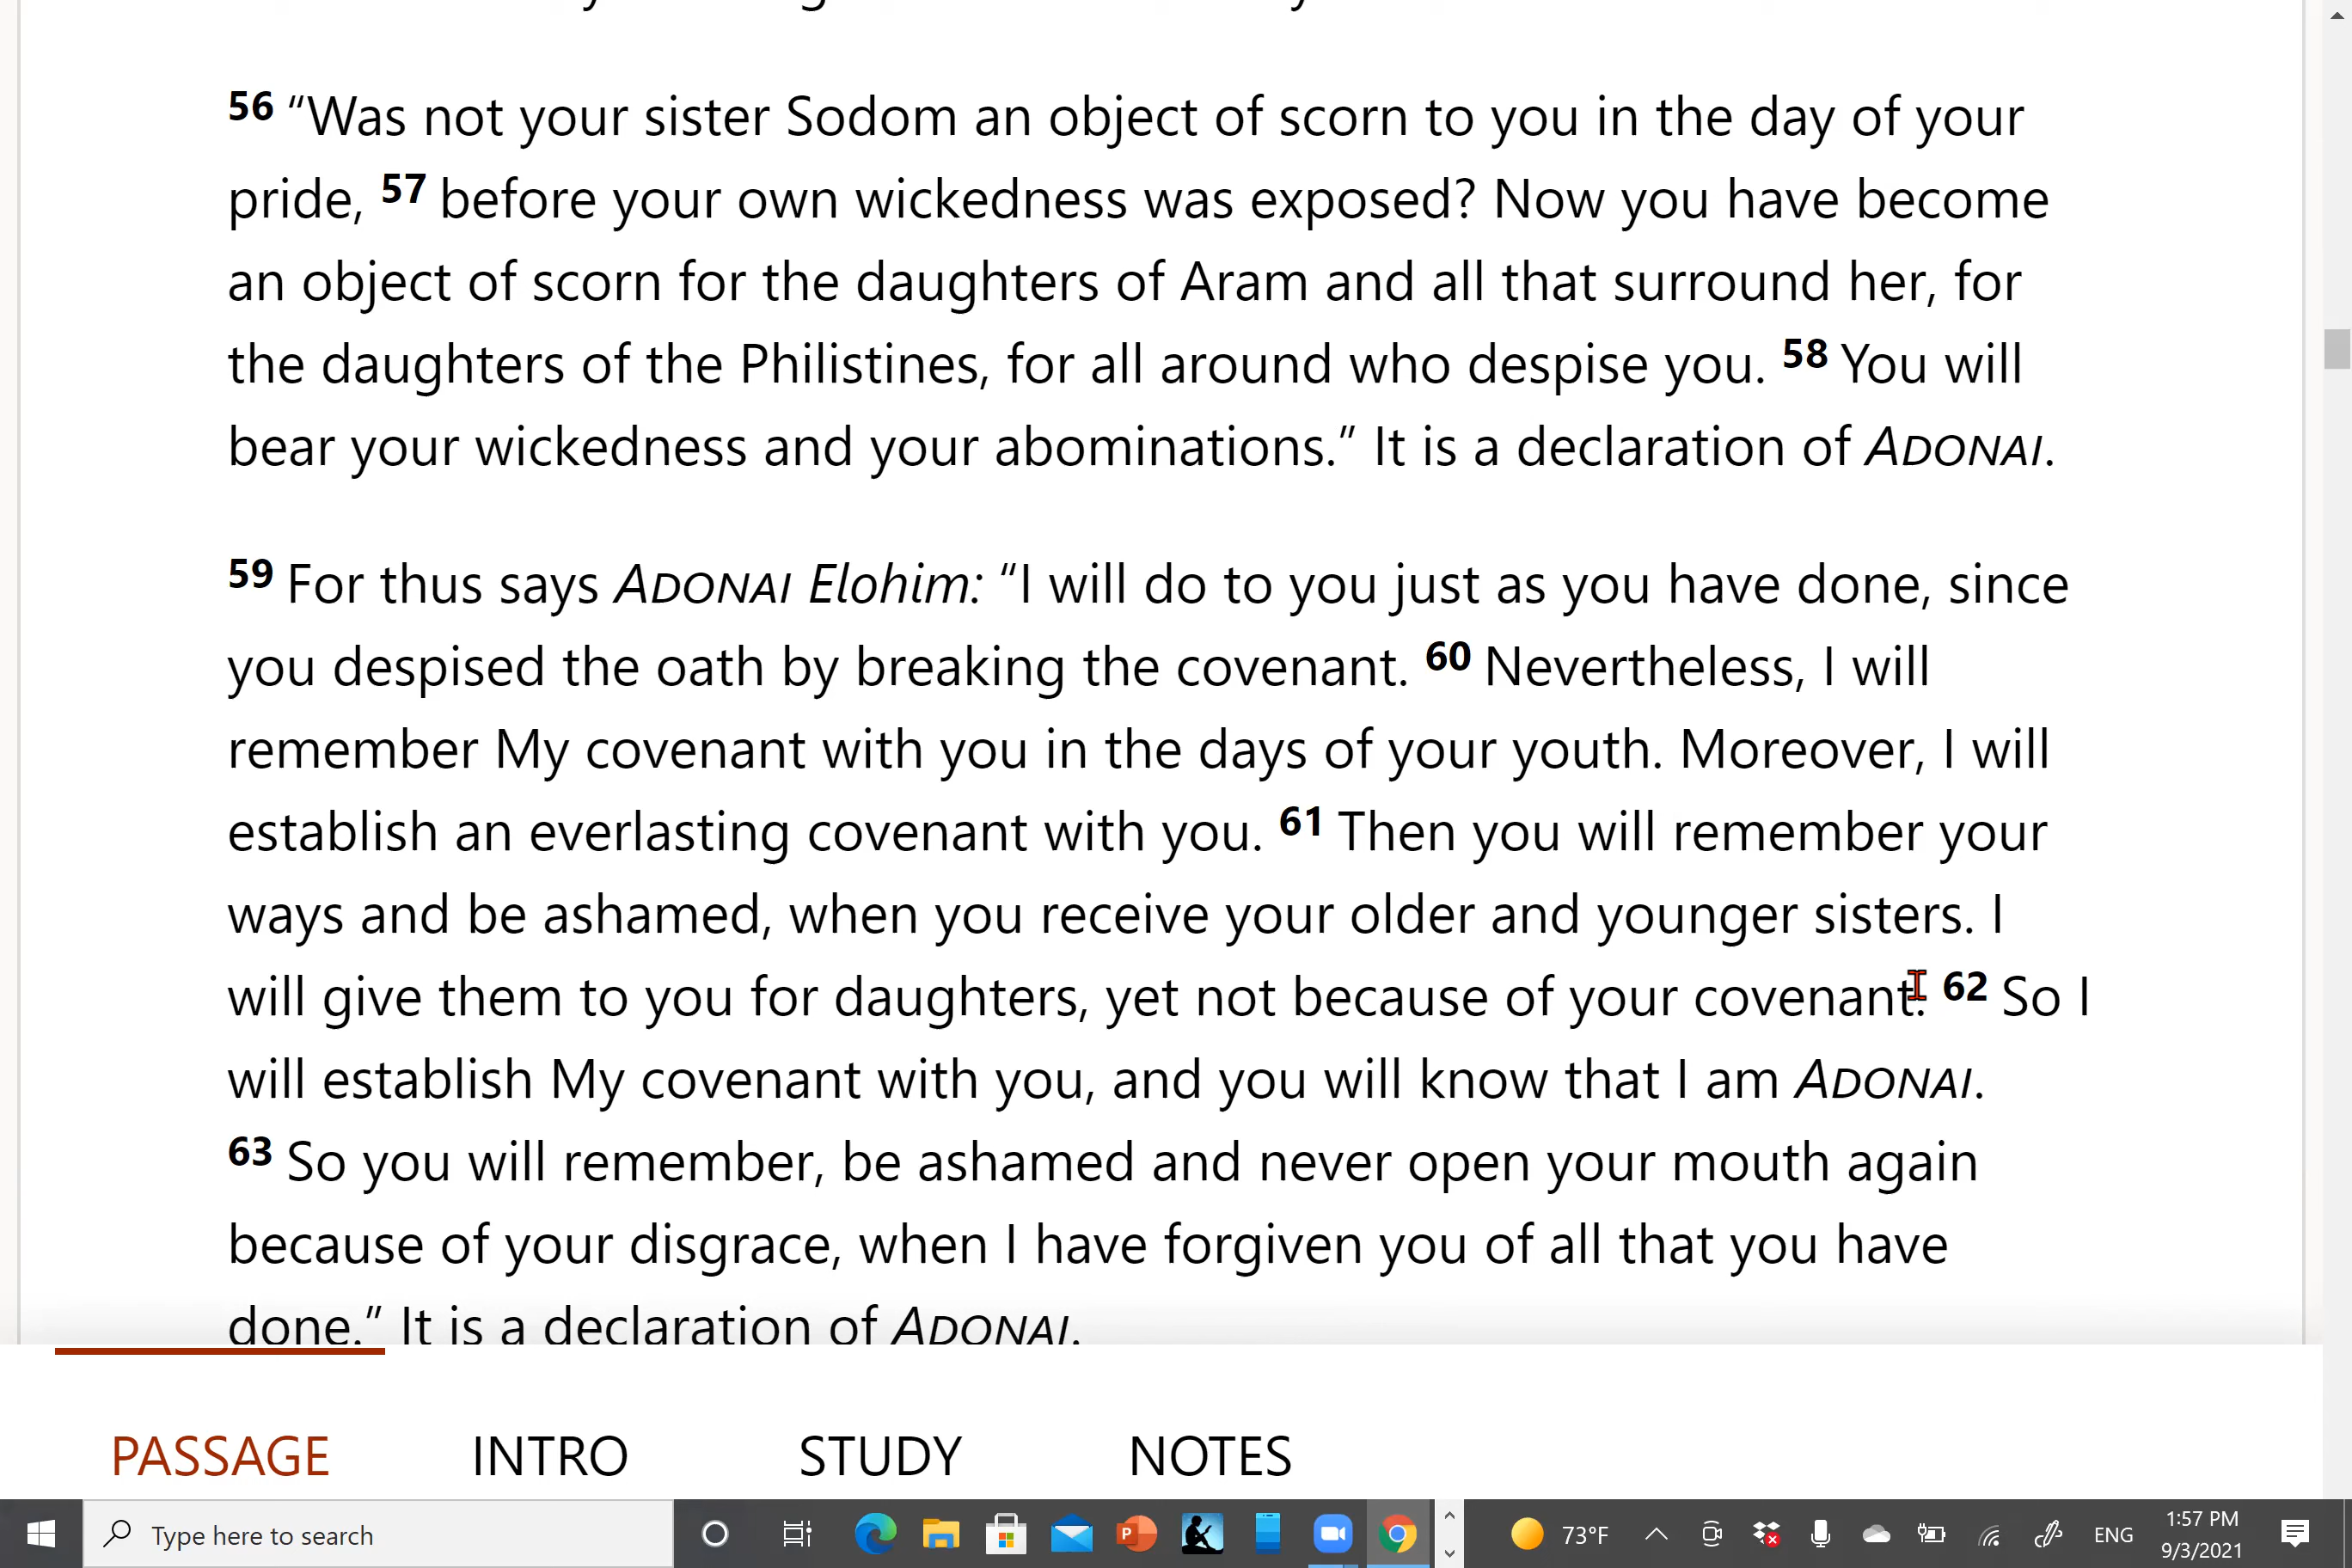 56 “Was not your sister Sodom an object of scorn to you in the day of your
pride, 57 before your own wickedness was exposed? Now you have become
an object of scorn for the daughters of Aram and all that surround her, for
the daughters of the Philistines, for all around who despise you. 58 You will
bear your wickedness and your abominations.” It is a declaration of ADONAI.
59 For thus says ADONAI Elohim: “I will do to you just as you have done, since
you despised the oath by breaking the covenant. 60 Nevertheless, I will
remember My covenant with you in the days of your youth. Moreover, I will
establish an everlasting covenant with you. 61 Then you will remember your
ways and be ashamed, when you receive your older and younger sisters. I
will give them to you for daughters, yet not because of your covenant. 62 So I
will establish My covenant with you, and you will know that I am ADONAI.
63 So you will remember, be ashamed and never open your mouth again
because of your disgrace, when I have forgiven you of all that you have
done.” It is a declaration of ADONAI.
PASSAGE INTRO STUDY NOTES
Type here to search
P
73°F
ENG
1:57 PM
9/3/2021